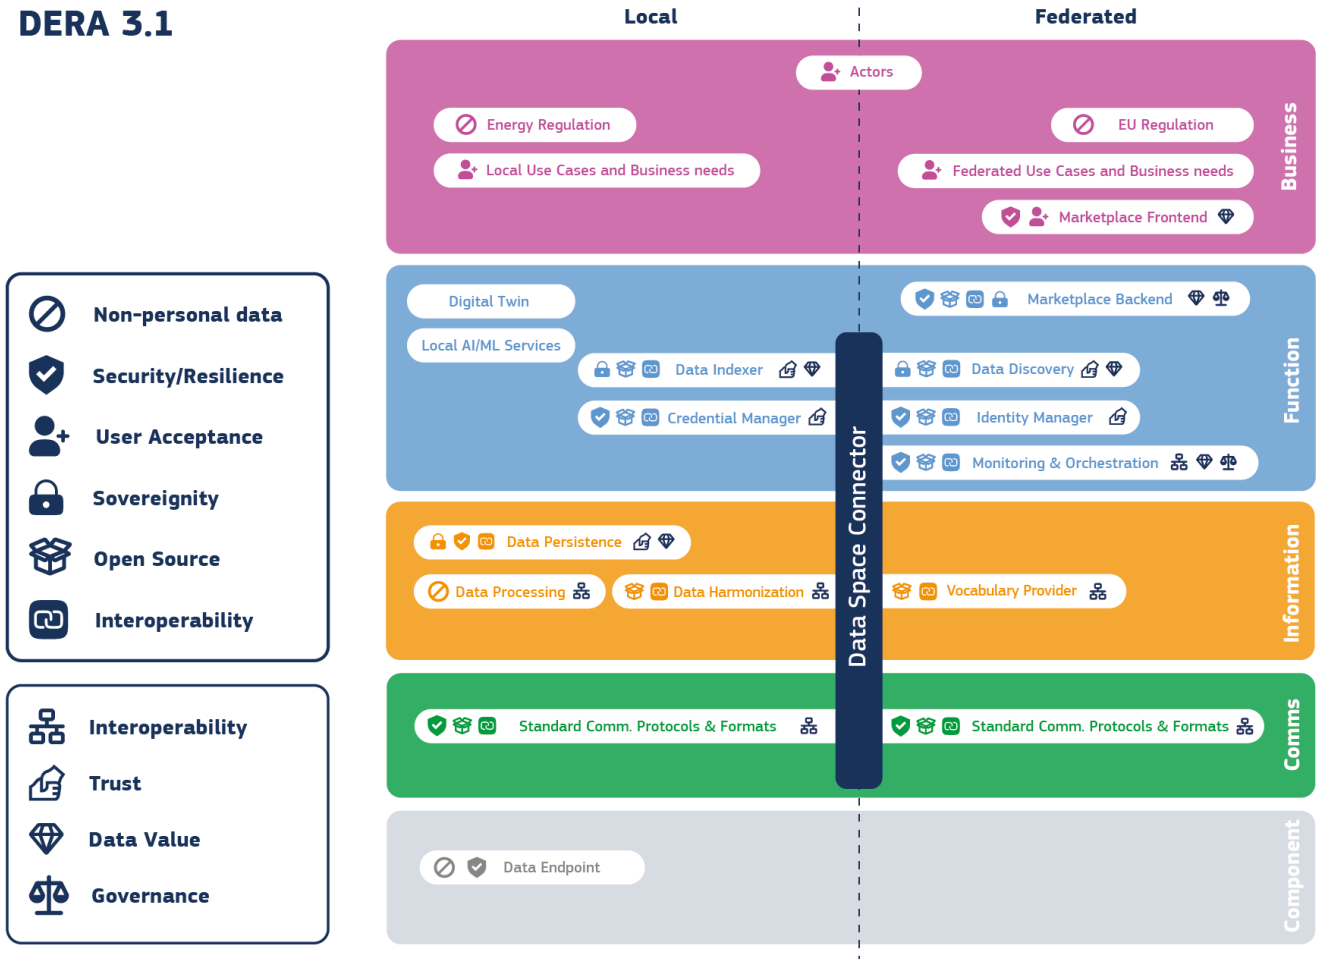 DERA 3.1
Local
Federated
Actors
Energy Regulation
EU Regulation
Local Use Cases and Business needs
Federated Use Cases and Business needs
Marketplace Frontend
Business
Non-personal data
Security/Resilience
User Acceptance
Sovereignity
Open Source
Interoperability
Digital Twin
Marketplace Backend
Local AI/ML Services
Data Indexer
Data Discovery
Credential Manager
Identity Manager
Monitoring & Orchestration
Function
Data Space Connector
Data Persistence
Data Processing
Data Harmonization
Vocabulary Provider
Information
Interoperability
Trust
Data Value
Governance
Standard Comm. Protocols & Formats
Standard Comm. Protocols & Formats
Comms
Data Endpoint
Component